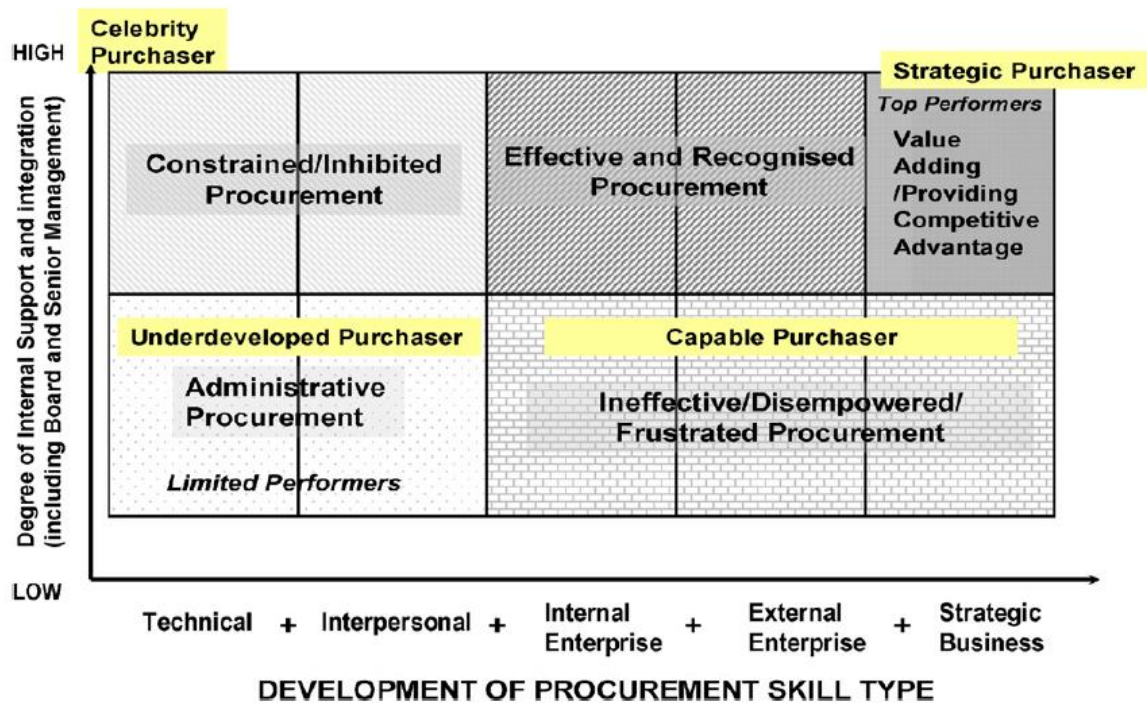 Celebrity
Purchaser
HIGH
Strategic Purchaser
Top Performers
Value
Adding
/Providing
Competitive
Advantage
Constrained/Inhibited
Procurement
Effective and Recognised
Procurement
Degree of Internal Support and integration
(including Board and Senior Management)
Underdeveloped Purchaser
Administrative
Procurement
Limited Performers
Capable Purchaser
Ineffective/Disempowered/
Frustrated Procurement
LOW
Technical + Interpersonal + Internal Enterprise + External Enterprise + Strategic Business
DEVELOPMENT OF PROCUREMENT SKILL TYPE